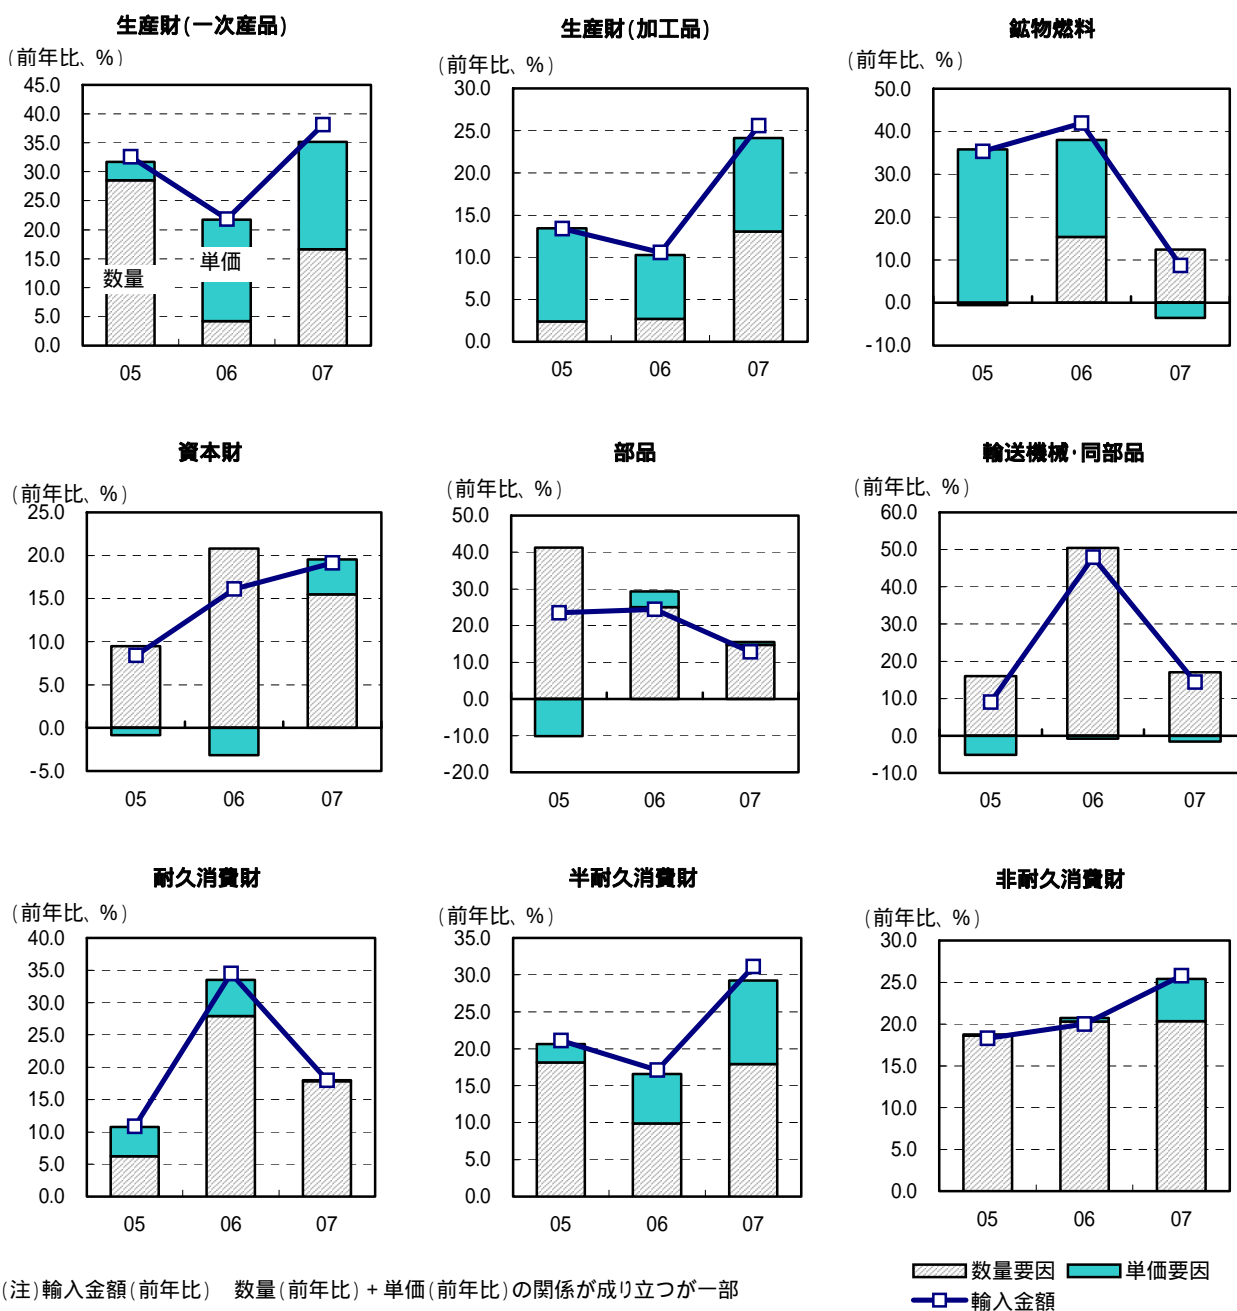 生産財(一次産品)
(前年比、%)
45.0
40.0
35.0
30.0
25.0
20.0
15.0
10.0
5.0
0.0
数量
単価
05 06 07
生産財(加工品)
(前年比、%)
30.0
25.0
20.0
15.0
10.0
5.0
0.0
05 06 07
鉱物燃料
(前年比、%)
50.0
40.0
30.0
20.0
10.0
0.0
-10.0
05 06 07
資本財
(前年比、%)
25.0
20.0
15.0
10.0
5.0
0.0
-5.0
05 06 07
部品
(前年比、%)
50.0
40.0
30.0
20.0
10.0
0.0
-10.0
-20.0
05 06 07
輸送機械・同部品
(前年比、%)
60.0
50.0
40.0
30.0
20.0
10.0
0.0
-10.0
05 06 07
耐久消費財
(前年比、%)
40.0
35.0
30.0
25.0
20.0
15.0
10.0
5.0
0.0
05 06 07
半耐久消費財
(前年比、%)
35.0
30.0
25.0
20.0
15.0
10.0
5.0
0.0
05 06 07
非耐久消費財
(前年比、%)
30.0
25.0
20.0
15.0
10.0
5.0
0.0
05 06 07
数量要因 単価要因
輸入金額
(注)輸入金額(前年比) 数量(前年比)+単価(前年比)の関係が成り立つが一部